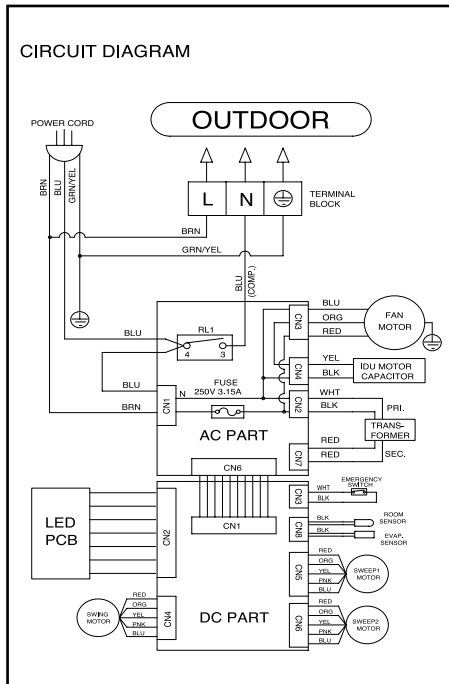 CIRCUIT DIAGRAM
POWER CORD
OUTDOOR
BRN
BLU
GRN/YEL
L N
TERMINAL
BLOCK
BRN
GRN/YEL
BLU
(COMP.)
BLU
RL1
4 3
CN3
BLU
ORG
RED
FAN
MOTOR
CN4
YEL
BLK
IDU MOTOR
CAPACITOR
BLU
BRN
CN1
N
FUSE
250V 3.15A
AC PART
CN2
WHT
BLK
PRI.
TRANS-
FORMER
CN7
RED
RED
SEC.
CN6
CN1
LED
PCB
CN2
CN3
WHT
BLK
EMERGENCY
SWITCH
CN8
BLK
BLK
ROOM
SENSOR
EVAP.
SENSOR
CN5
RED
ORG
YEL
PNK
BLU
SWEEP1
MOTOR
SWING
MOTOR
RED
ORG
YEL
PNK
BLU
CN4
DC PART
CN6
RED
ORG
YEL
PNK
BLU
SWEEP2
MOTOR